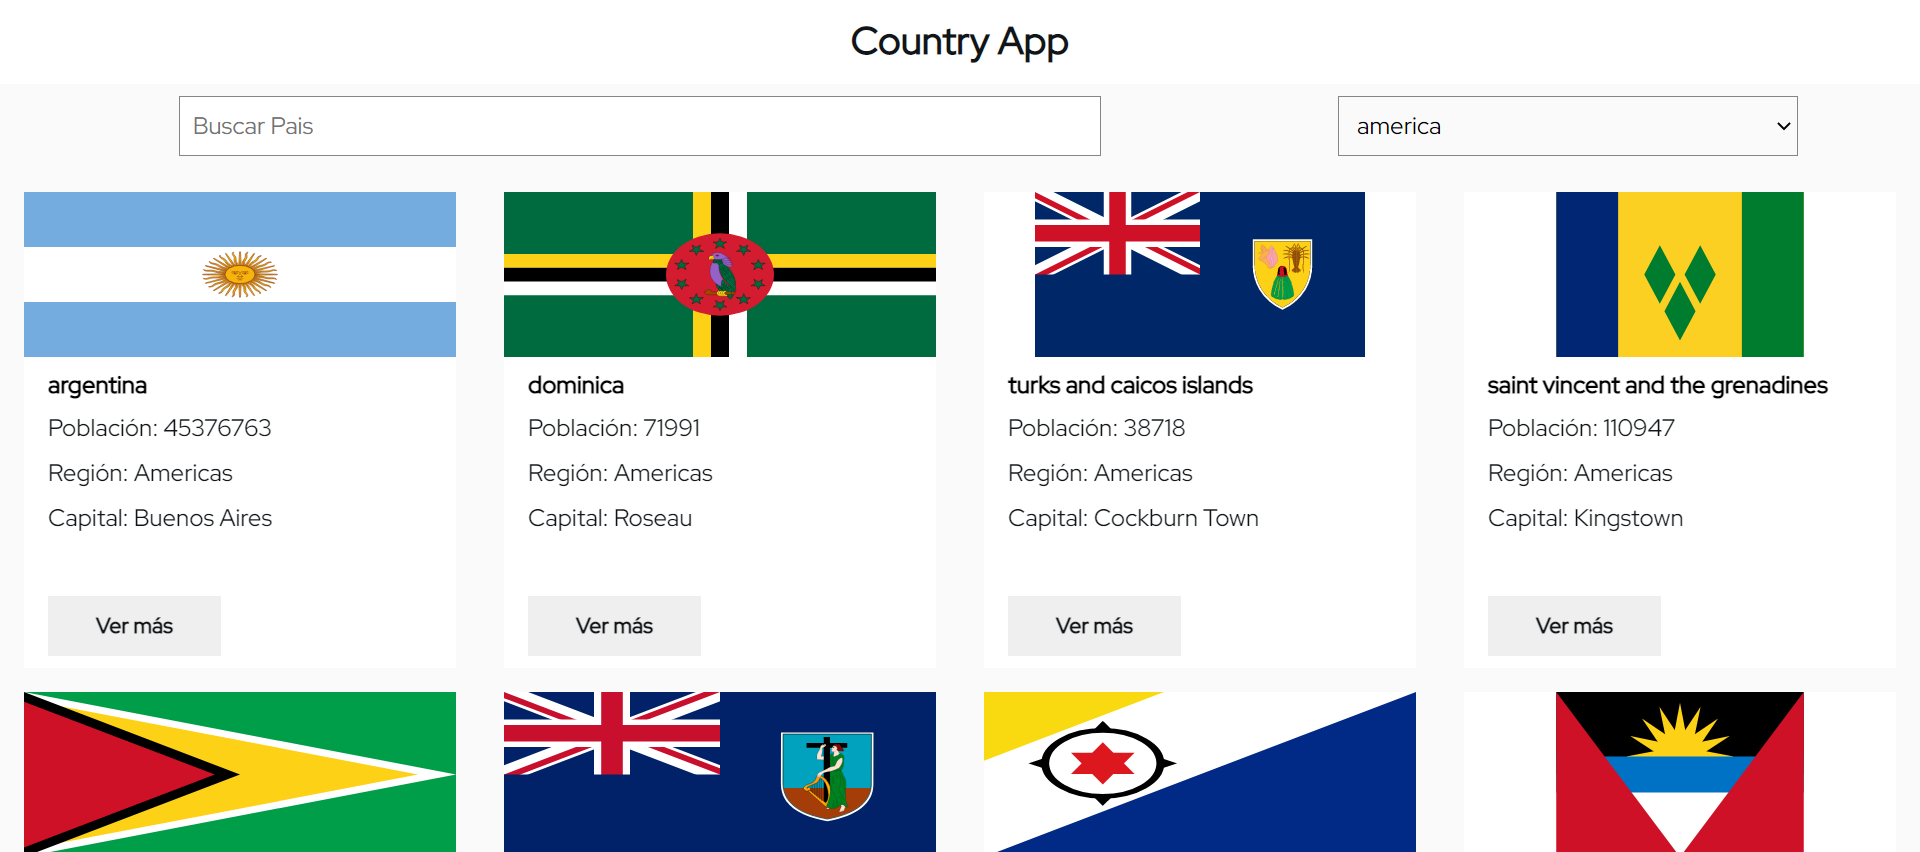 Country App
Buscar Pais
america
argentina
Población: 45376763
Región: Americas
Capital: Buenos Aires
Ver más
dominica
Población: 71991
Región: Americas
Capital: Roseau
Ver más
turks and caicos islands
Población: 38718
Región: Americas
Capital: Cockburn Town
Ver más
saint vincent and the grenadines
Población: 110947
Región: Americas
Capital: Kingstown
Ver más